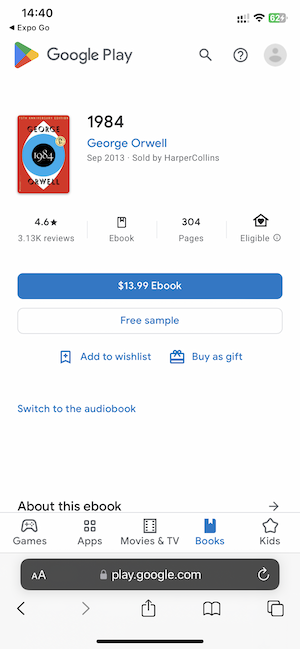 14:40
62
◀ Expo Go
Google Play
1984
GEORGE
1984
ORWELL
George Orwell
Sep 2013 · Sold by HarperCollins
4.6★
3.13K reviews
Ebook
304
Pages
Eligible
$13.99 Ebook
Free sample
Add to wishlist
Buy as gift
Switch to the audiobook
About this ebook
Games
Apps
Movies & TV
Books
Kids
AA
play.google.com